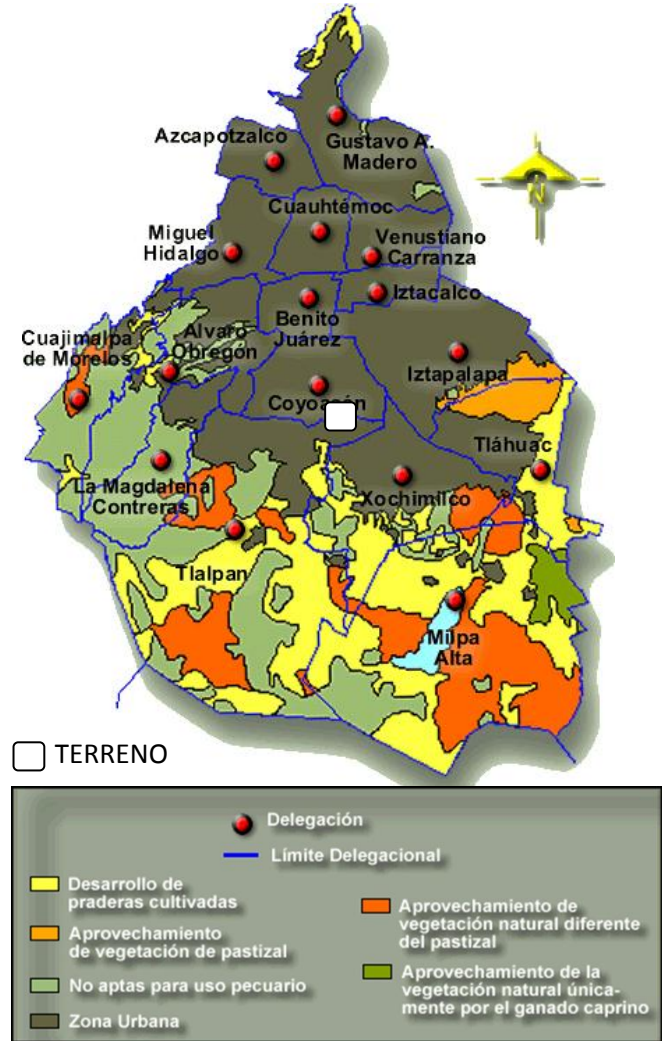 Azcapotzalco
Gustavo A.
Madero
N
Cuauhtémoc
Miguel
Hidalgo
Venustiano
Carranza
Iztacalco
Benito
Juárez
Alvaro
Obregón
Cuajimalpa
de Morelos
Iztapalapa
Coyoacán
Tláhuac
La Magdalena
Contreras
Xochimilco
Tlalpan
Milpa
Alta
TERRENO
Delegación
Límite Delegacional
Desarrollo de
praderas cultivadas
Aprovechamiento
de vegetación de pastizal
No aptas para uso pecuario
Zona Urbana
Aprovechamiento de
vegetación natural diferente
del pastizal
Aprovechamiento de la
vegetación natural única-
mente por el ganado caprino